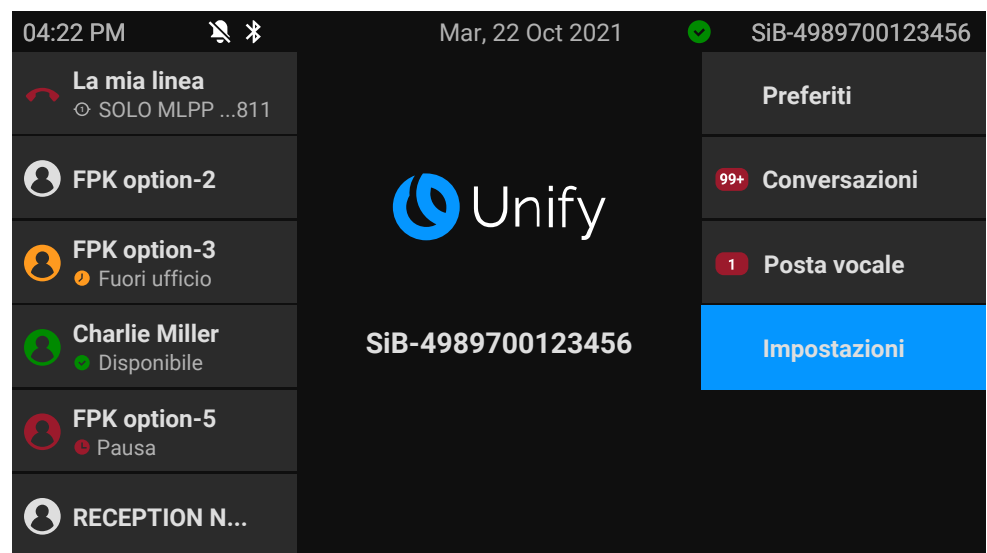 04:22 PM Mar, 22 Oct 2021 SiB-4989700123456
La mia linea
SOLO MLPP ...811
FPK option-2
FPK option-3
Fuori ufficio
Charlie Miller
Disponibile
FPK option-5
Pausa
RECEPTION N...
Unify
SiB-4989700123456
Preferiti
99+ Conversazioni
1 Posta vocale
Impostazioni